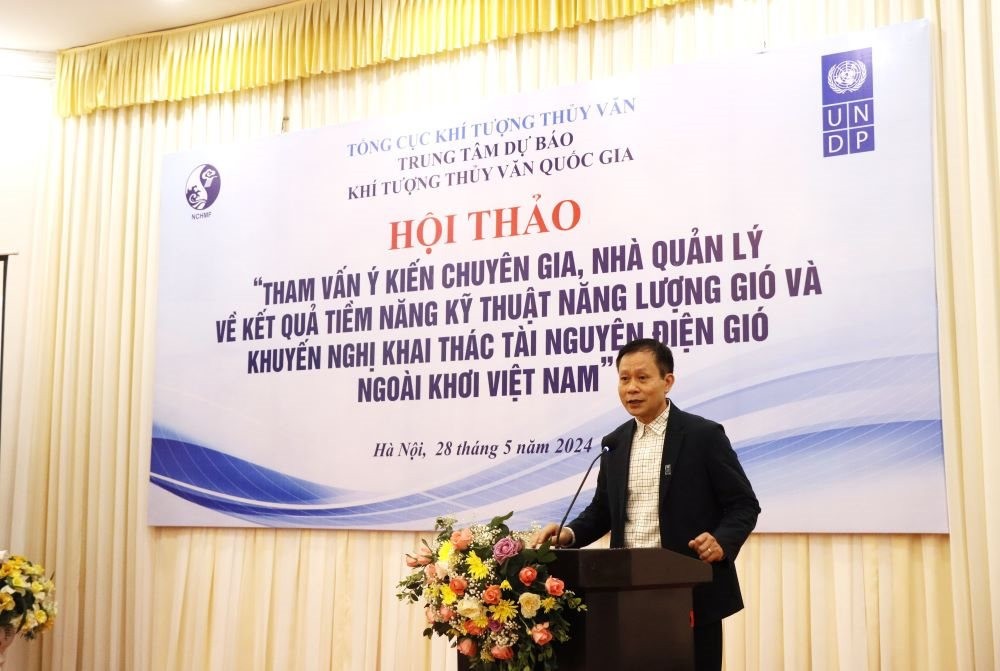 TỔNG CỤC KHÍ TƯỢNG THỦY VĂN
TRUNG TÂM DỰ BÁO
KHÍ TƯỢNG THỦY VĂN QUỐC GIA
NCHMF
UN
DP
HỘI THẢO
“THAM VẤN Ý KIẾN CHUYÊN GIA, NHÀ QUẢN LÝ
VỀ KẾT QUẢ TIỀM NĂNG KỸ THUẬT NĂNG LƯỢNG GIÓ VÀ
KHUYẾN NGHỊ KHAI THÁC TÀI NGUYÊN ĐIỆN GIÓ
NGOÀI KHƠI VIỆT NAM”
Hà Nội, 28 tháng 5 năm 2024